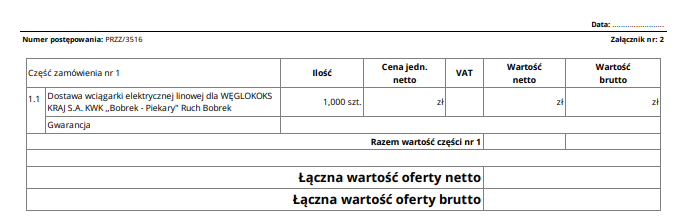 Data: ........................
Numer postępowania: PRZZ/3516 Załącznik nr: 2
Część zamówienia nr 1 Ilość Cena jedn. netto VAT Wartość netto Wartość brutto
1.1 Dostawa wciągarki elektrycznej linowej dla WĘGLOKOKS KRAJ S.A. KWK „Bobrek - Piekary" Ruch Bobrek 1,000 szt. zł zł zł
Gwarancja
Razem wartość części nr 1
Łączna wartość oferty netto
Łączna wartość oferty brutto